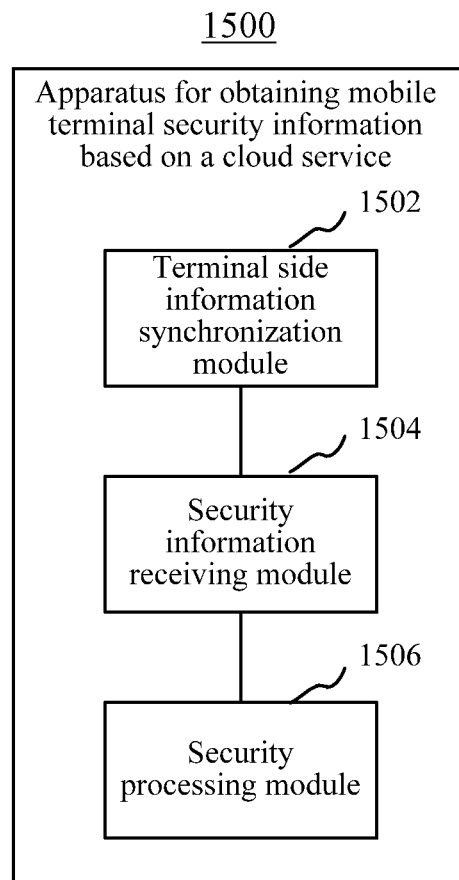 1500
Apparatus for obtaining mobile
terminal security information
based on a cloud service
1502
Terminal side
information
synchronization
module
1504
Security
information
receiving module
1506
Security
processing module